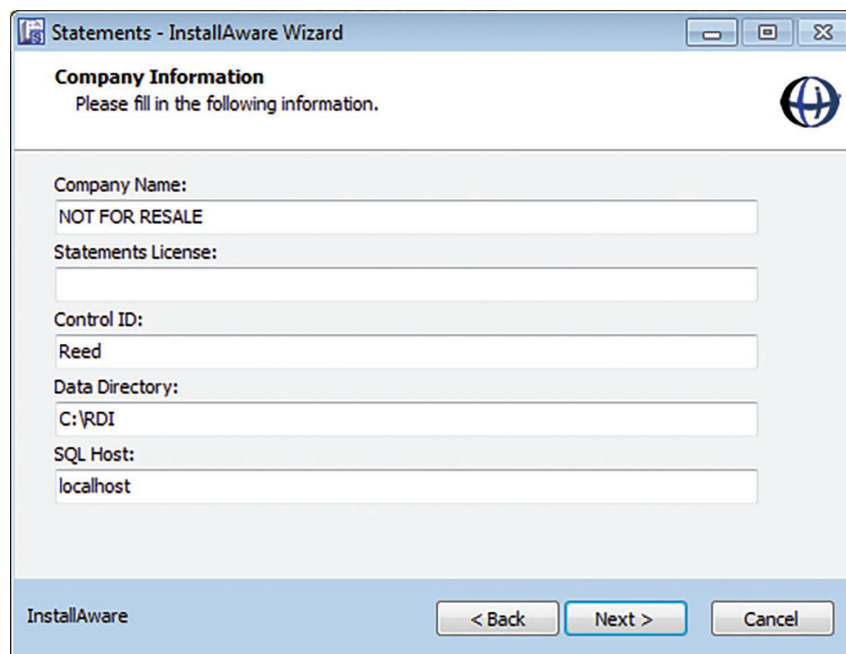 Statements - InstallAware Wizard
Company Information
Please fill in the following information.
Company Name:
NOT FOR RESALE
Statements License:
Control ID:
Reed
Data Directory:
C:\RDI
SQL Host:
localhost
InstallAware
< Back Next > Cancel